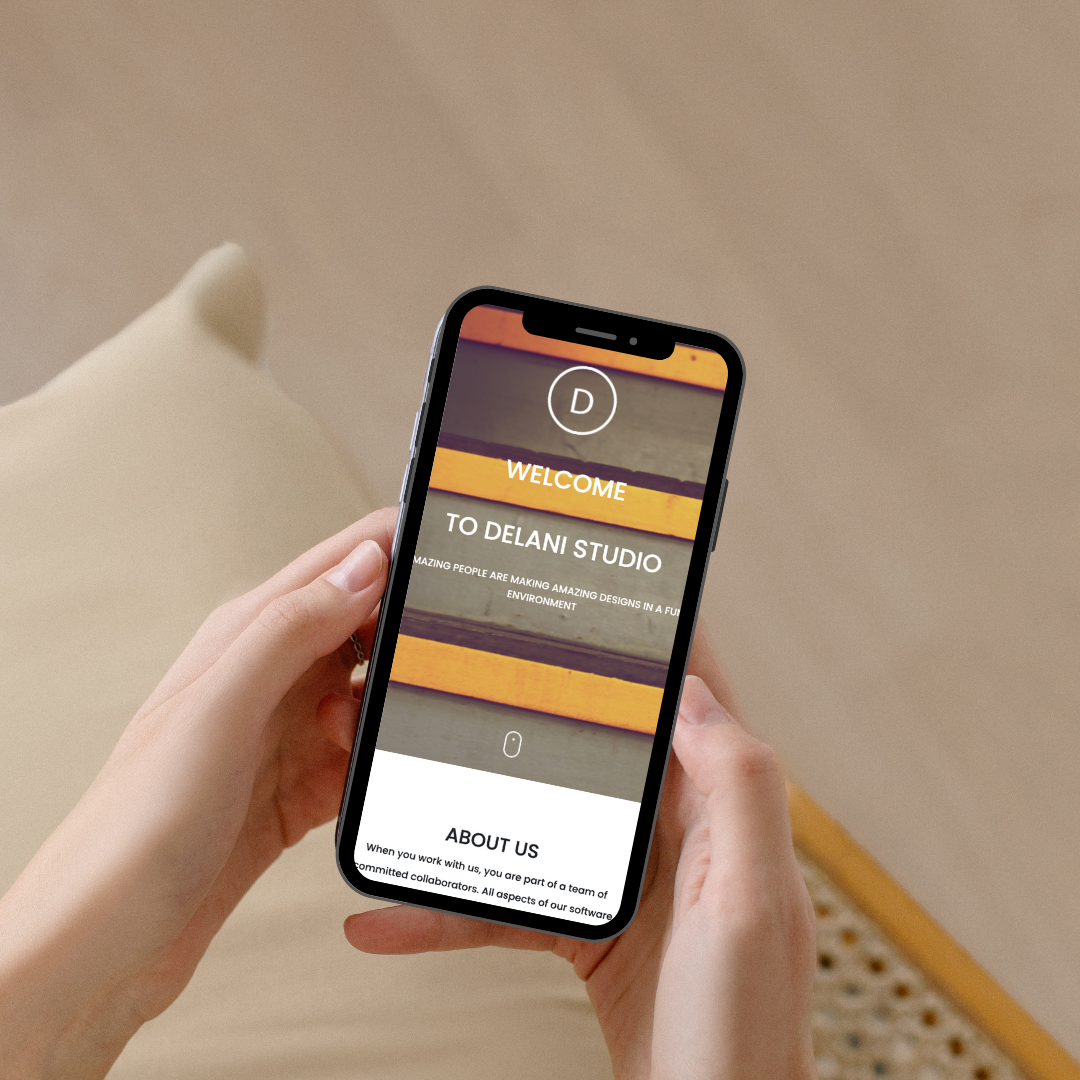 D
WELCOME
TO DELANI STUDIO
MAZING PEOPLE ARE MAKING AMAZING DESIGNS IN A FUN
ENVIRONMENT
ABOUT US
When you work with us, you are part of a team of
committed collaborators. All aspects of our software